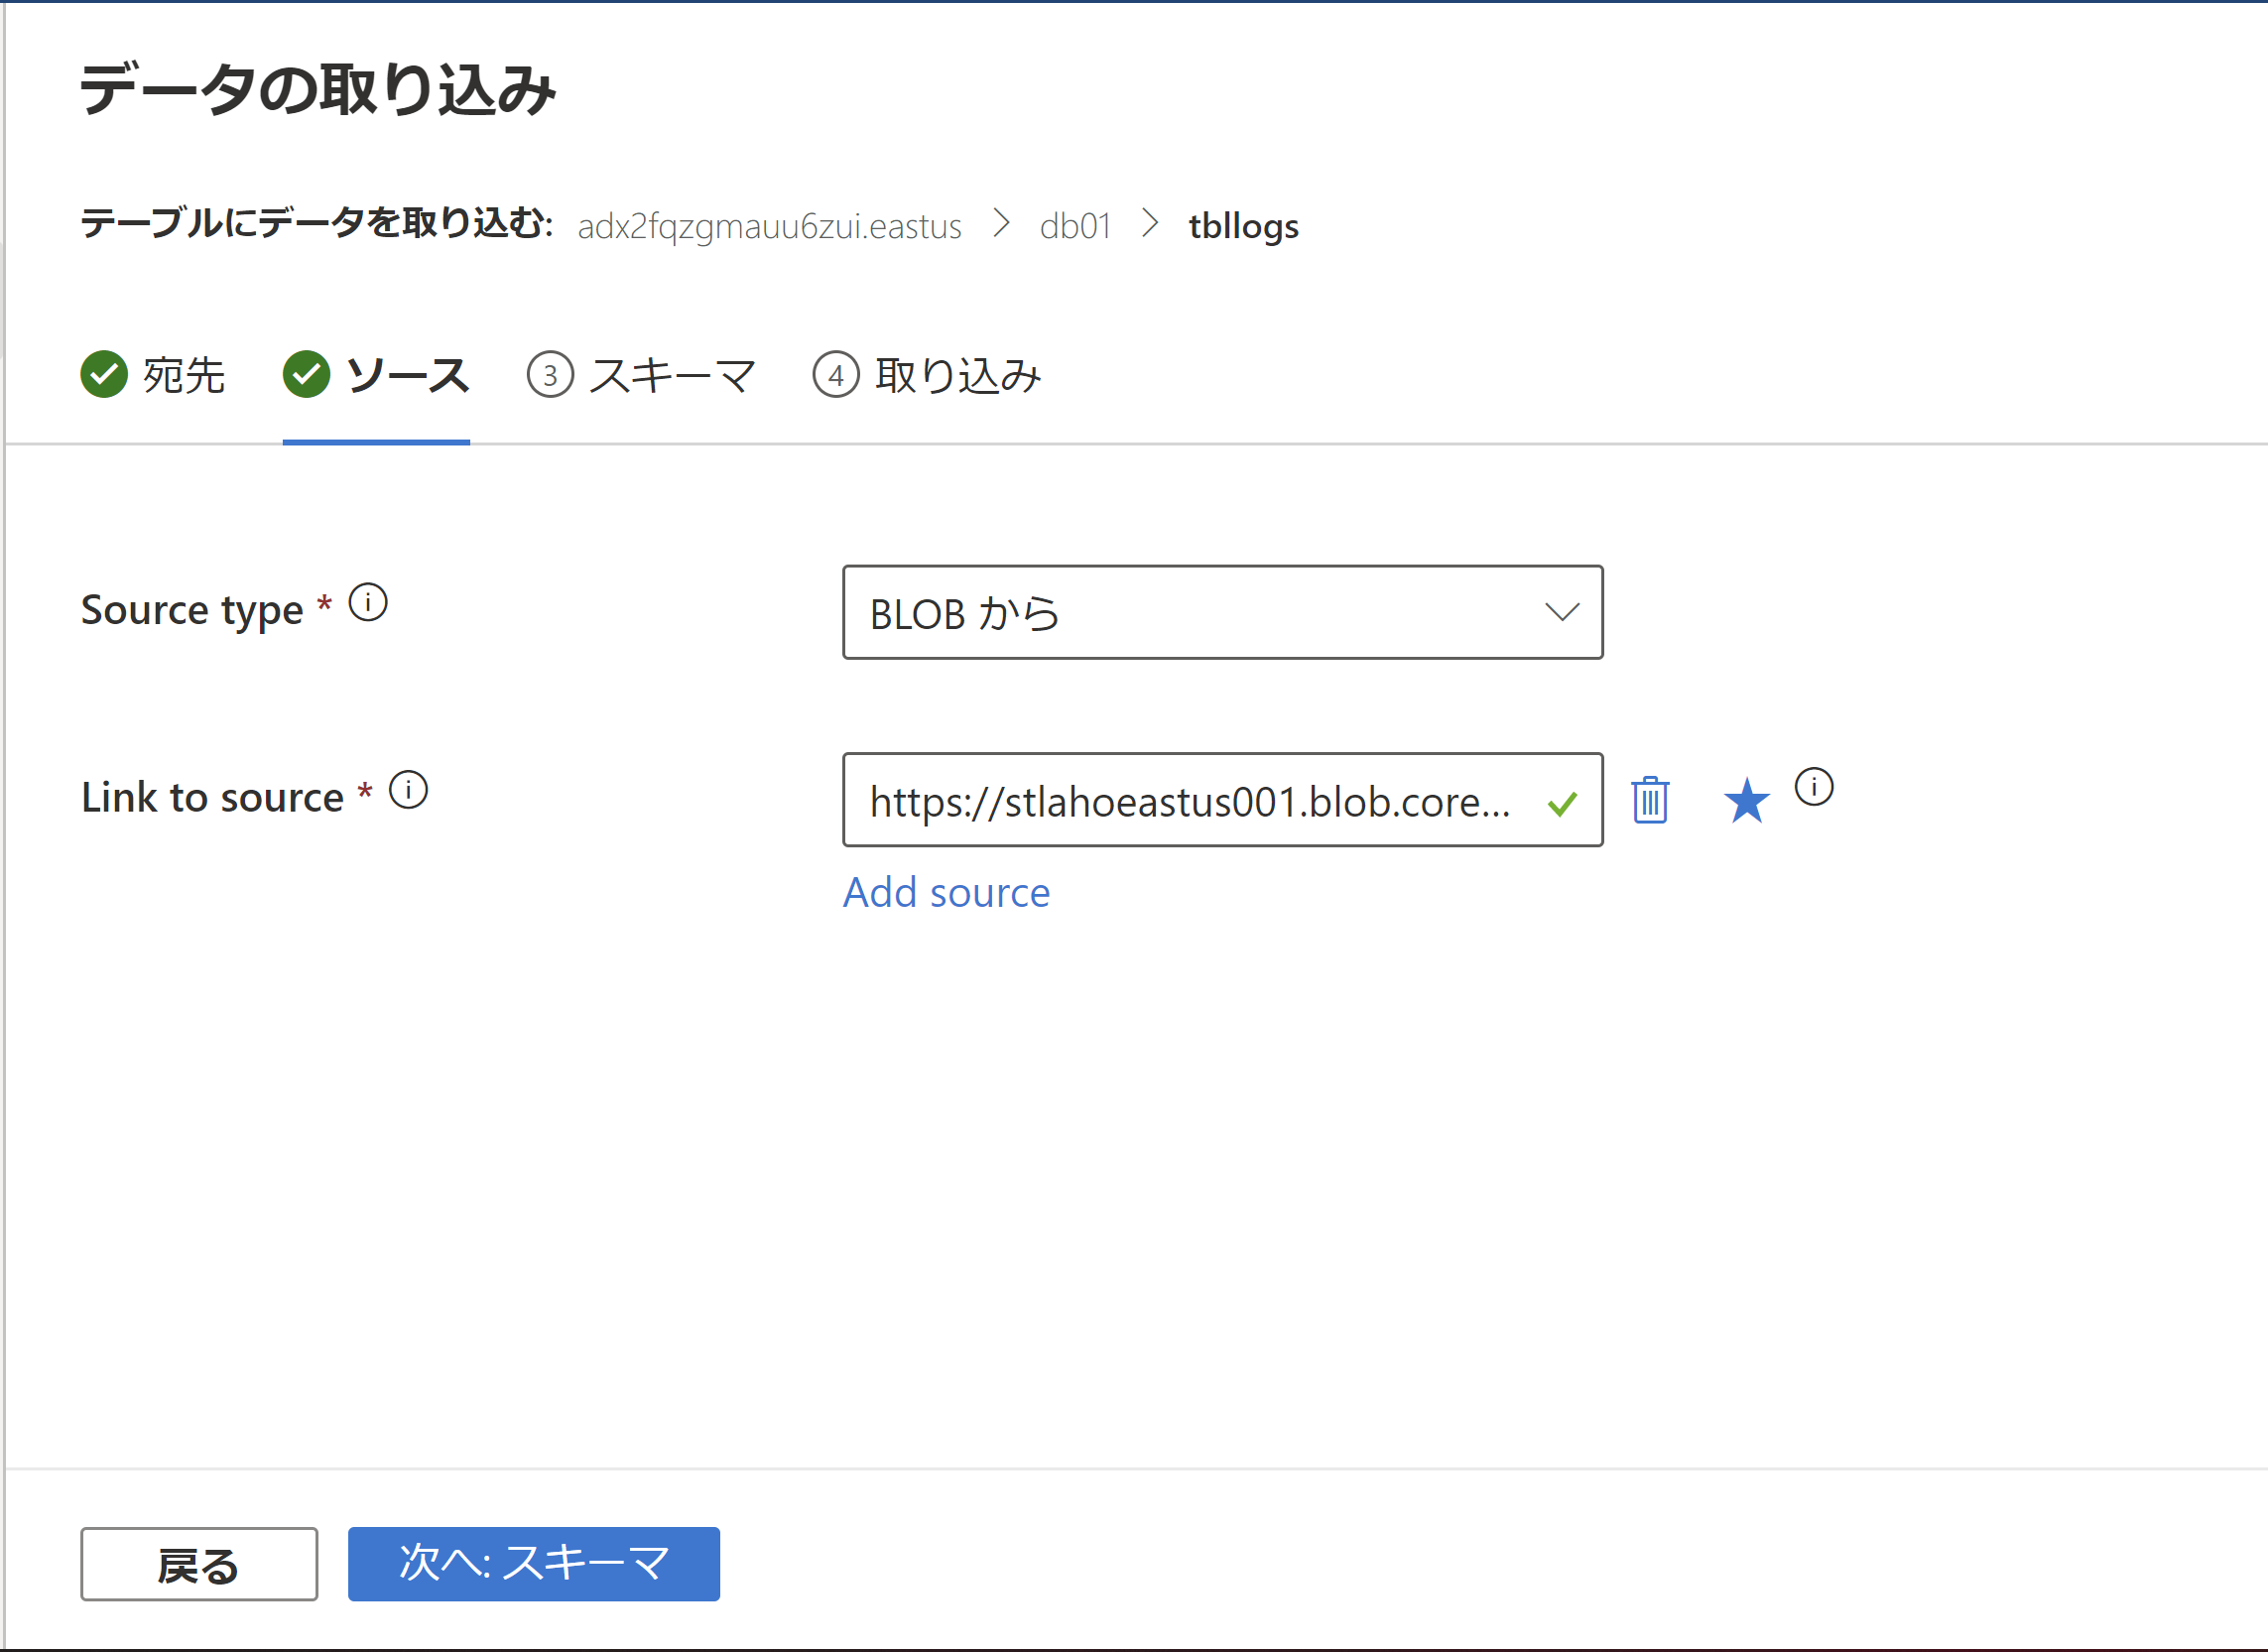 データの取り込み
テーブルにデータを取り込む: adx2fqzgmauu6zui.eastus > db01 > tbllogs
宛先 ソース 3 スキーマ 4 取り込み
Source type * i
BLOB から
Link to source * i
https://stlahoeastus001.blob.core... i
Add source
戻る 次へ: スキーマ